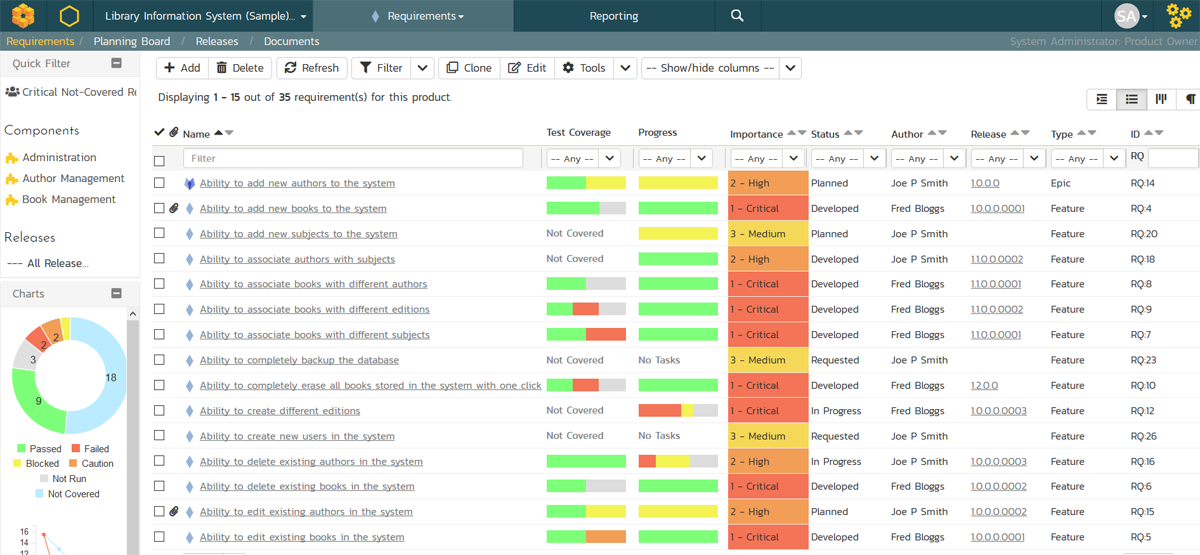 Library Information System (Sample)... Requirements Reporting SA
Requirements / Planning Board / Releases / Documents System Administrator: Product Owner
Quick Filter
Critical Not-Covered Re
Components
Administration
Author Management
Book Management
Releases
--- All Release...
Charts
2 2 3 18 9
Passed Failed
Blocked Caution
Not Run
Not Covered
16
14
12
Add Delete Refresh Filter Clone Edit Tools -- Show/hide columns --
Displaying 1 - 15 out of 35 requirement(s) for this product.
Name Test Coverage Progress Importance Status Author Release Type ID
Filter -- Any -- -- Any -- -- Any -- -- Any -- -- Any -- -- Any -- -- Any -- RQ
Ability to add new authors to the system 2 - High Planned Joe P Smith 1.0.0.0 Epic RQ:14
Ability to add new books to the system 1 - Critical Developed Fred Bloggs 1.0.0.0.0001 Feature RQ:4
Ability to add new subjects to the system Not Covered 3 - Medium Planned Joe P Smith Feature RQ:20
Ability to associate authors with subjects Not Covered 2 - High Developed Joe P Smith 1.1.0.0.0002 Feature RQ:18
Ability to associate books with different authors 1 - Critical Developed Fred Bloggs 1.1.0.0.0001 Feature RQ:8
Ability to associate books with different editions 1 - Critical Developed Fred Bloggs 1.1.0.0.0002 Feature RQ:9
Ability to associate books with different subjects 1 - Critical Developed Fred Bloggs 1.1.0.0.0001 Feature RQ:7
Ability to completely backup the database Not Covered No Tasks 3 - Medium Requested Joe P Smith Feature RQ:23
Ability to completely erase all books stored in the system with one click 1 - Critical Developed Fred Bloggs 1.2.0.0 Feature RQ:10
Ability to create different editions Not Covered 1 - Critical In Progress Fred Bloggs 1.0.0.0.0003 Feature RQ:12
Ability to create new users in the system Not Covered No Tasks 3 - Medium Requested Joe P Smith Feature RQ:26
Ability to delete existing authors in the system 2 - High In Progress Joe P Smith 1.0.0.0.0003 Feature RQ:16
Ability to delete existing books in the system 1 - Critical Developed Fred Bloggs 1.0.0.0.0002 Feature RQ:6
Ability to edit existing authors in the system 2 - High Planned Joe P Smith 1.0.0.0.0002 Feature RQ:15
Ability to edit existing books in the system 1 - Critical Developed Fred Bloggs 1.0.0.0.0001 Feature RQ:5